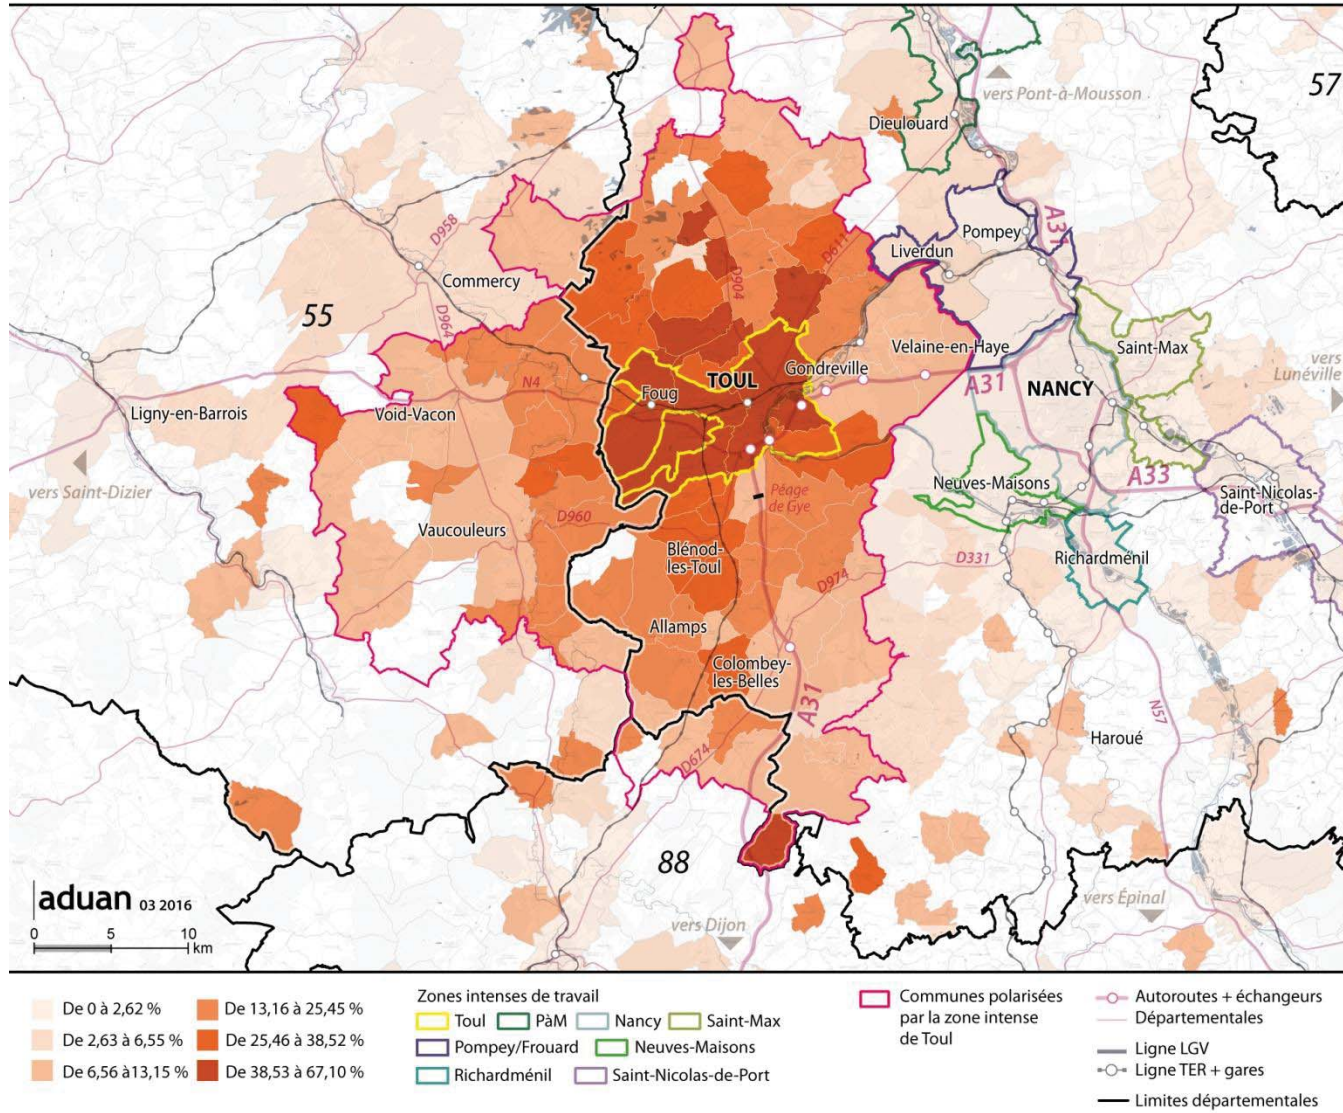 57
vers Pont-à-Mousson
Dieulouard
A31
Pompey
Liverdun
D958
D611
Commercy
D904
55
D964
Velaine-en-Haye
Saint-Max
Gondreville
TOUL
vers
Lunéville
N4
Foug
A31
NANCY
Ligny-en-Barrois
Void-Vacon
vers Saint-Dizier
Neuves-Maisons
A33
Saint-Nicolas-
de-Port
Péage
de Gye
D960
Vaucouleurs
Blénod-
les-Toul
D331
Richardménil
D974
Allamps
Colombey-
les-Belles
A31
N57
Haroué
D674
88
vers Épinal
vers Dijon
aduan 03 2016
0 5 10 km
De 0 à 2,62 %
De 2,63 à 6,55 %
De 6,56 à13,15 %
De 13,16 à 25,45 %
De 25,46 à 38,52 %
De 38,53 à 67,10 %
Zones intenses de travail
Toul PàM Nancy Saint-Max
Pompey/Frouard Neuves-Maisons
Richardménil Saint-Nicolas-de-Port
Communes polarisées
par la zone intense
de Toul
Autoroutes + échangeurs
Départementales
Ligne LGV
Ligne TER + gares
Limites départementales